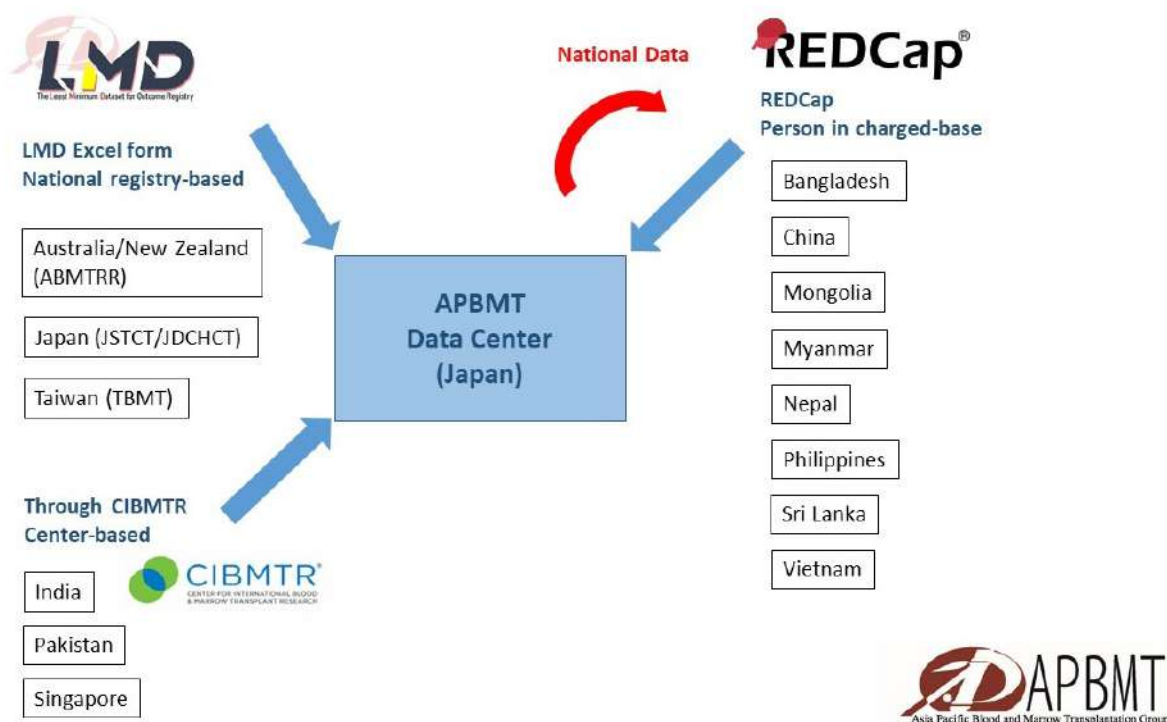 LMD
The Least Minimum Dataset for Outcome Registry
LMD Excel form
National registry-based
Australia/New Zealand
(ABMTRR)
Japan (JSTCT/JDCHCT)
Taiwan (TBMT)
Through CIBMTR
Center-based
CIBMTR®
CENTER FOR INTERNATIONAL BLOOD
& MARROW TRANSPLANT RESEARCH
India
Pakistan
Singapore
National Data
APBMT
Data Center
(Japan)
REDCap®
REDCap
Person in charged-base
Bangladesh
China
Mongolia
Myanmar
Nepal
Philippines
Sri Lanka
Vietnam
APBMT
Asia Pacific Blood and Marrow Transplantation Group